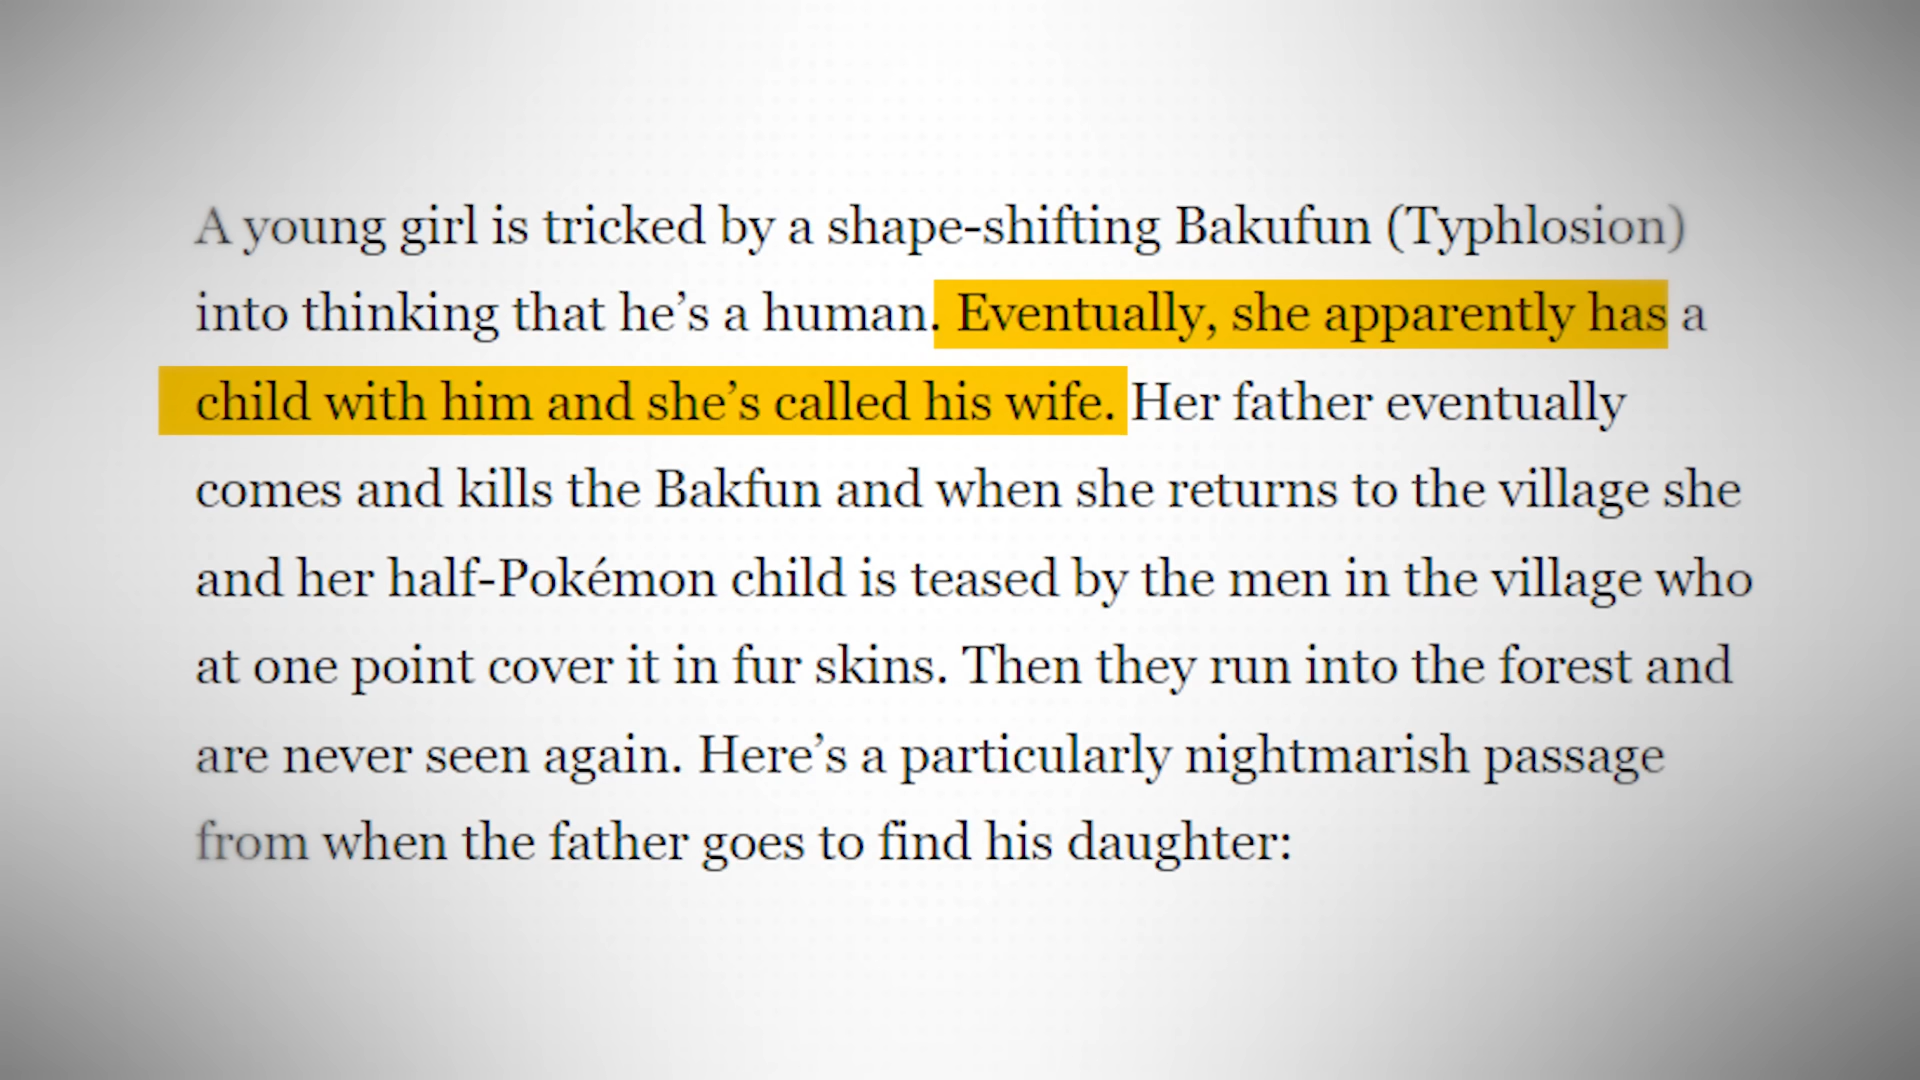 A young girl is tricked by a shape-shifting Bakufun (Typhlosion)
into thinking that he’s a human. Eventually, she apparently has a
child with him and she’s called his wife. Her father eventually
comes and kills the Bakfun and when she returns to the village she
and her half-Pokémon child is teased by the men in the village who
at one point cover it in fur skins. Then they run into the forest and
are never seen again. Here’s a particularly nightmarish passage
from when the father goes to find his daughter: